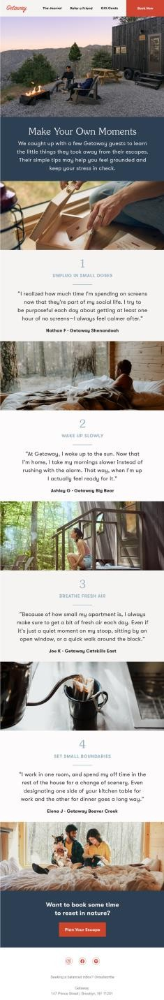 Getaway
The Journal
Refer a Friend
Gift Cards
Book Now
Make Your Own Moments
We caught up with a few Getaway guests to learn
the little things they took away from their escapes.
Their simple tips may help you feel grounded and
keep your stress in check.
1
UNPLUG IN SMALL DOSES
"I realized how much time I'm spending on screens
now that they're part of my social life. I try to
be purposeful each day about getting at least one
hour of no screens—I always feel calmer after."
Nathan F · Getaway Shenandoah
2
WAKE UP SLOWLY
"At Getaway, I woke up to the sun. Now that
I'm home, I take my mornings slower instead of
rushing with the alarm. That way, when I'm up
I actually feel ready for it."
Ashley G · Getaway Big Bear
3
BREATHE FRESH AIR
"Because of how small my apartment is, I always
make sure to get a bit of fresh air each day. Even if
it's just a quiet moment on my stoop, sitting by an
open window, or a quick walk around the block."
Joe K · Getaway Catskills East
4
SET SMALL BOUNDARIES
"I work in one room, and spend my off time in the
rest of the house for a change of scenery. Even
designating one side of your kitchen table for
work and the other for dinner goes a long way."
Elena J · Getaway Beaver Creek
Want to book some time
to reset in nature?
Plan Your Escape
Seeking a balanced inbox? Unsubscribe
Getaway
147 Prince Street | Brooklyn, NY 11201